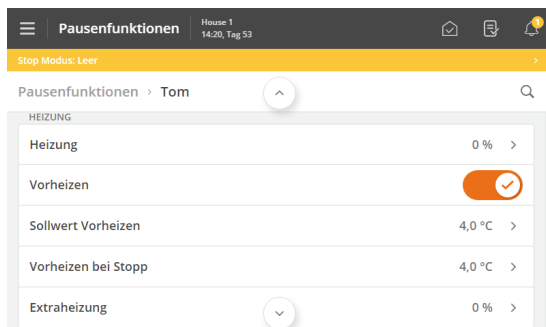 Pausenfunktionen
House 1
14:20, Tag 53
1
Stop Modus: Leer
Pausenfunktionen > Tom
HEIZUNG
Heizung 0 % >
Vorheizen
Sollwert Vorheizen 4,0 °C >
Vorheizen bei Stopp 4,0 °C >
Extraheizung 0 % >